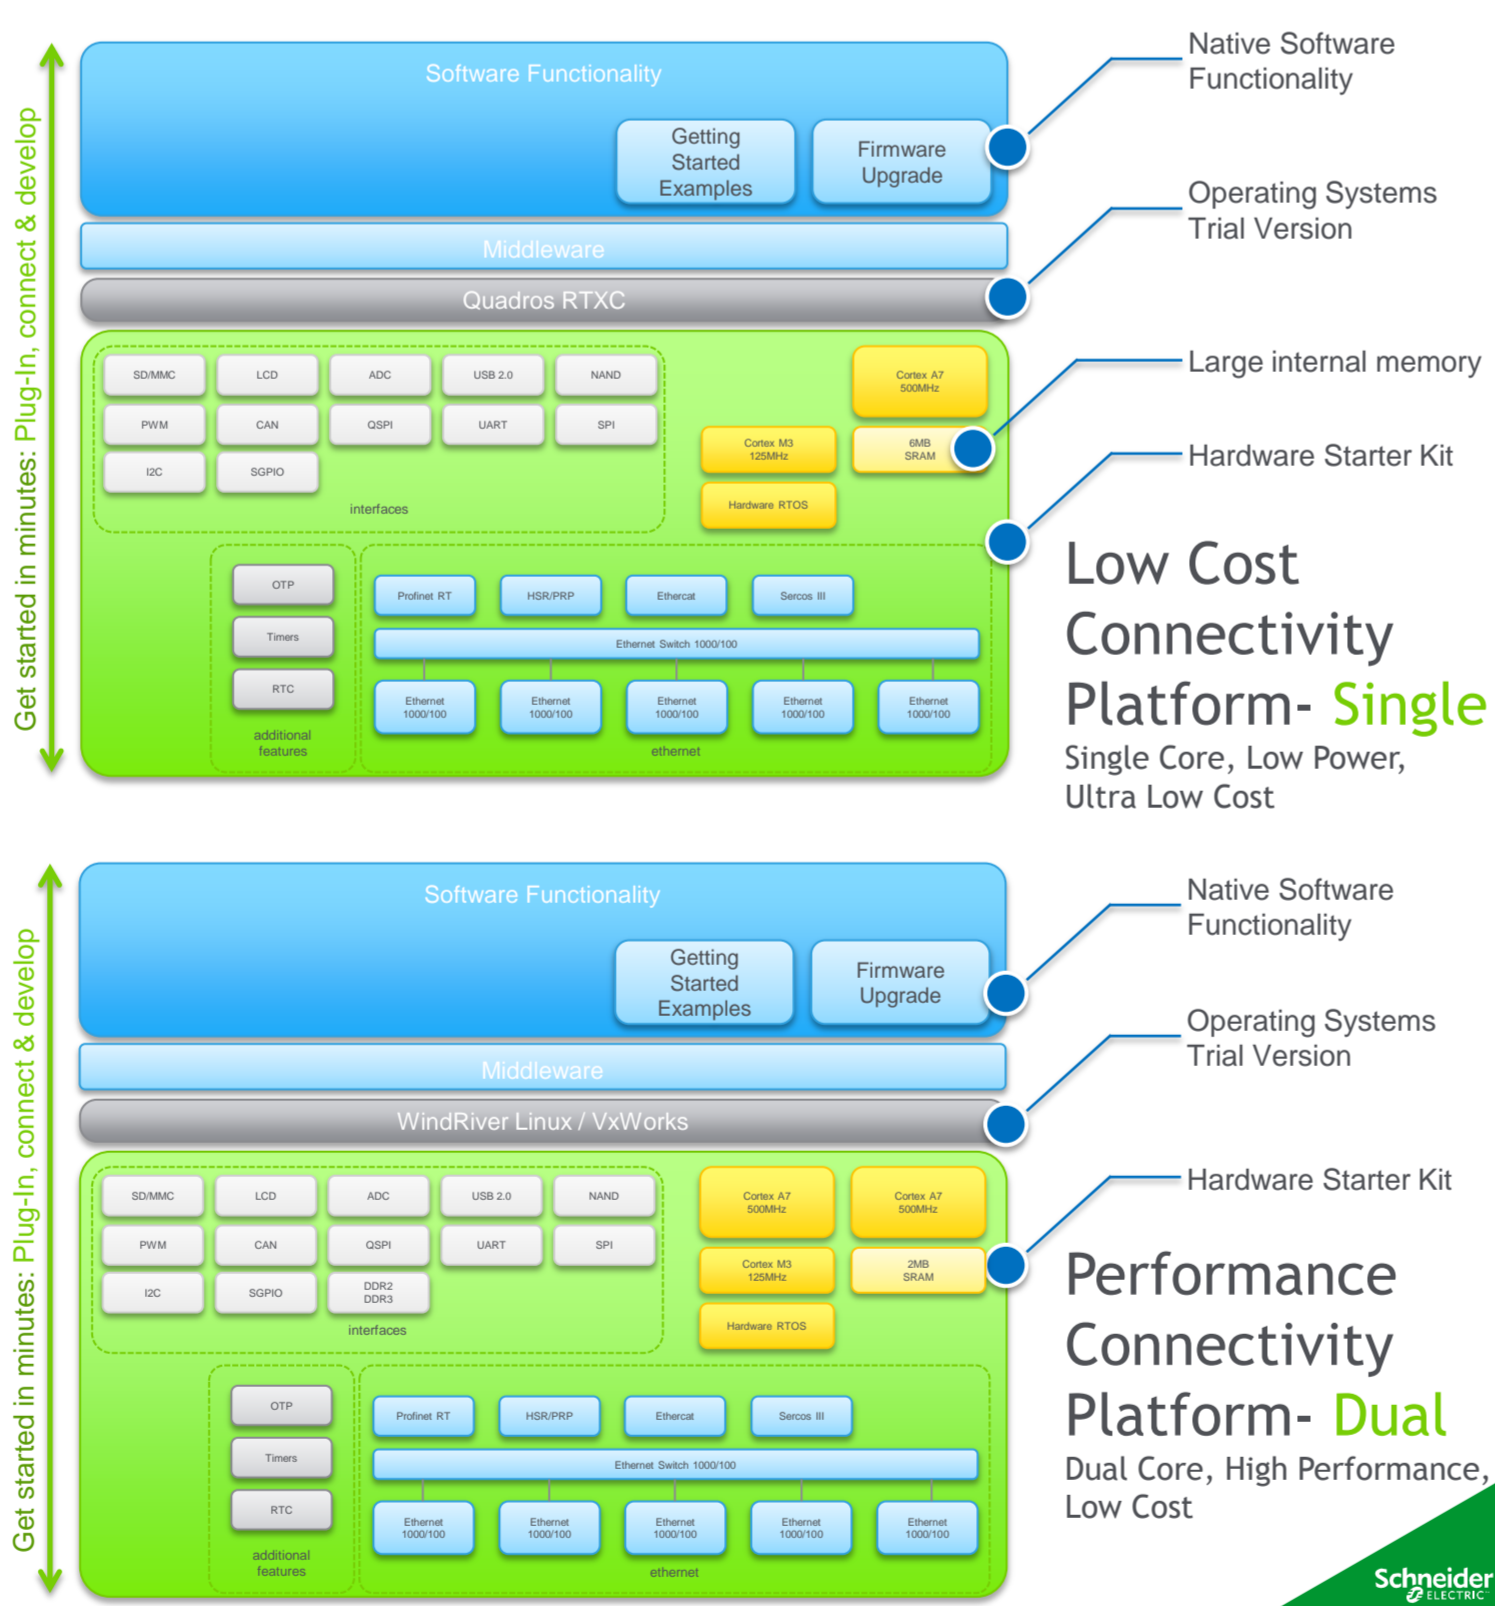 Get started in minutes: Plug-In, connect & develop
Software Functionality
Getting
Started
Examples
Firmware
Upgrade
Middleware
Quadros RTXC
SD/MMC
LCD
ADC
USB 2.0
NAND
PWM
CAN
QSPI
UART
SPI
I2C
SGPIO
interfaces
Cortex A7
500MHz
Cortex M3
125MHz
6MB
SRAM
Hardware RTOS
OTP
Timers
RTC
additional
features
Profinet RT
HSR/PRP
Ethercat
Sercos III
Ethernet Switch 1000/100
Ethernet
1000/100
Ethernet
1000/100
Ethernet
1000/100
Ethernet
1000/100
Ethernet
1000/100
ethernet
Native Software
Functionality
Operating Systems
Trial Version
Large internal memory
Hardware Starter Kit
Low Cost
Connectivity
Platform- Single
Single Core, Low Power,
Ultra Low Cost
Get started in minutes: Plug-In, connect & develop
Software Functionality
Getting
Started
Examples
Firmware
Upgrade
Middleware
WindRiver Linux / VxWorks
SD/MMC
LCD
ADC
USB 2.0
NAND
PWM
CAN
QSPI
UART
SPI
I2C
SGPIO
DDR2
DDR3
interfaces
Cortex A7
500MHz
Cortex A7
500MHz
Cortex M3
125MHz
2MB
SRAM
Hardware RTOS
OTP
Timers
RTC
additional
features
Profinet RT
HSR/PRP
Ethercat
Sercos III
Ethernet Switch 1000/100
Ethernet
1000/100
Ethernet
1000/100
Ethernet
1000/100
Ethernet
1000/100
Ethernet
1000/100
ethernet
Native Software
Functionality
Operating Systems
Trial Version
Hardware Starter Kit
Performance
Connectivity
Platform- Dual
Dual Core, High Performance,
Low Cost
Schneider
ELECTRIC